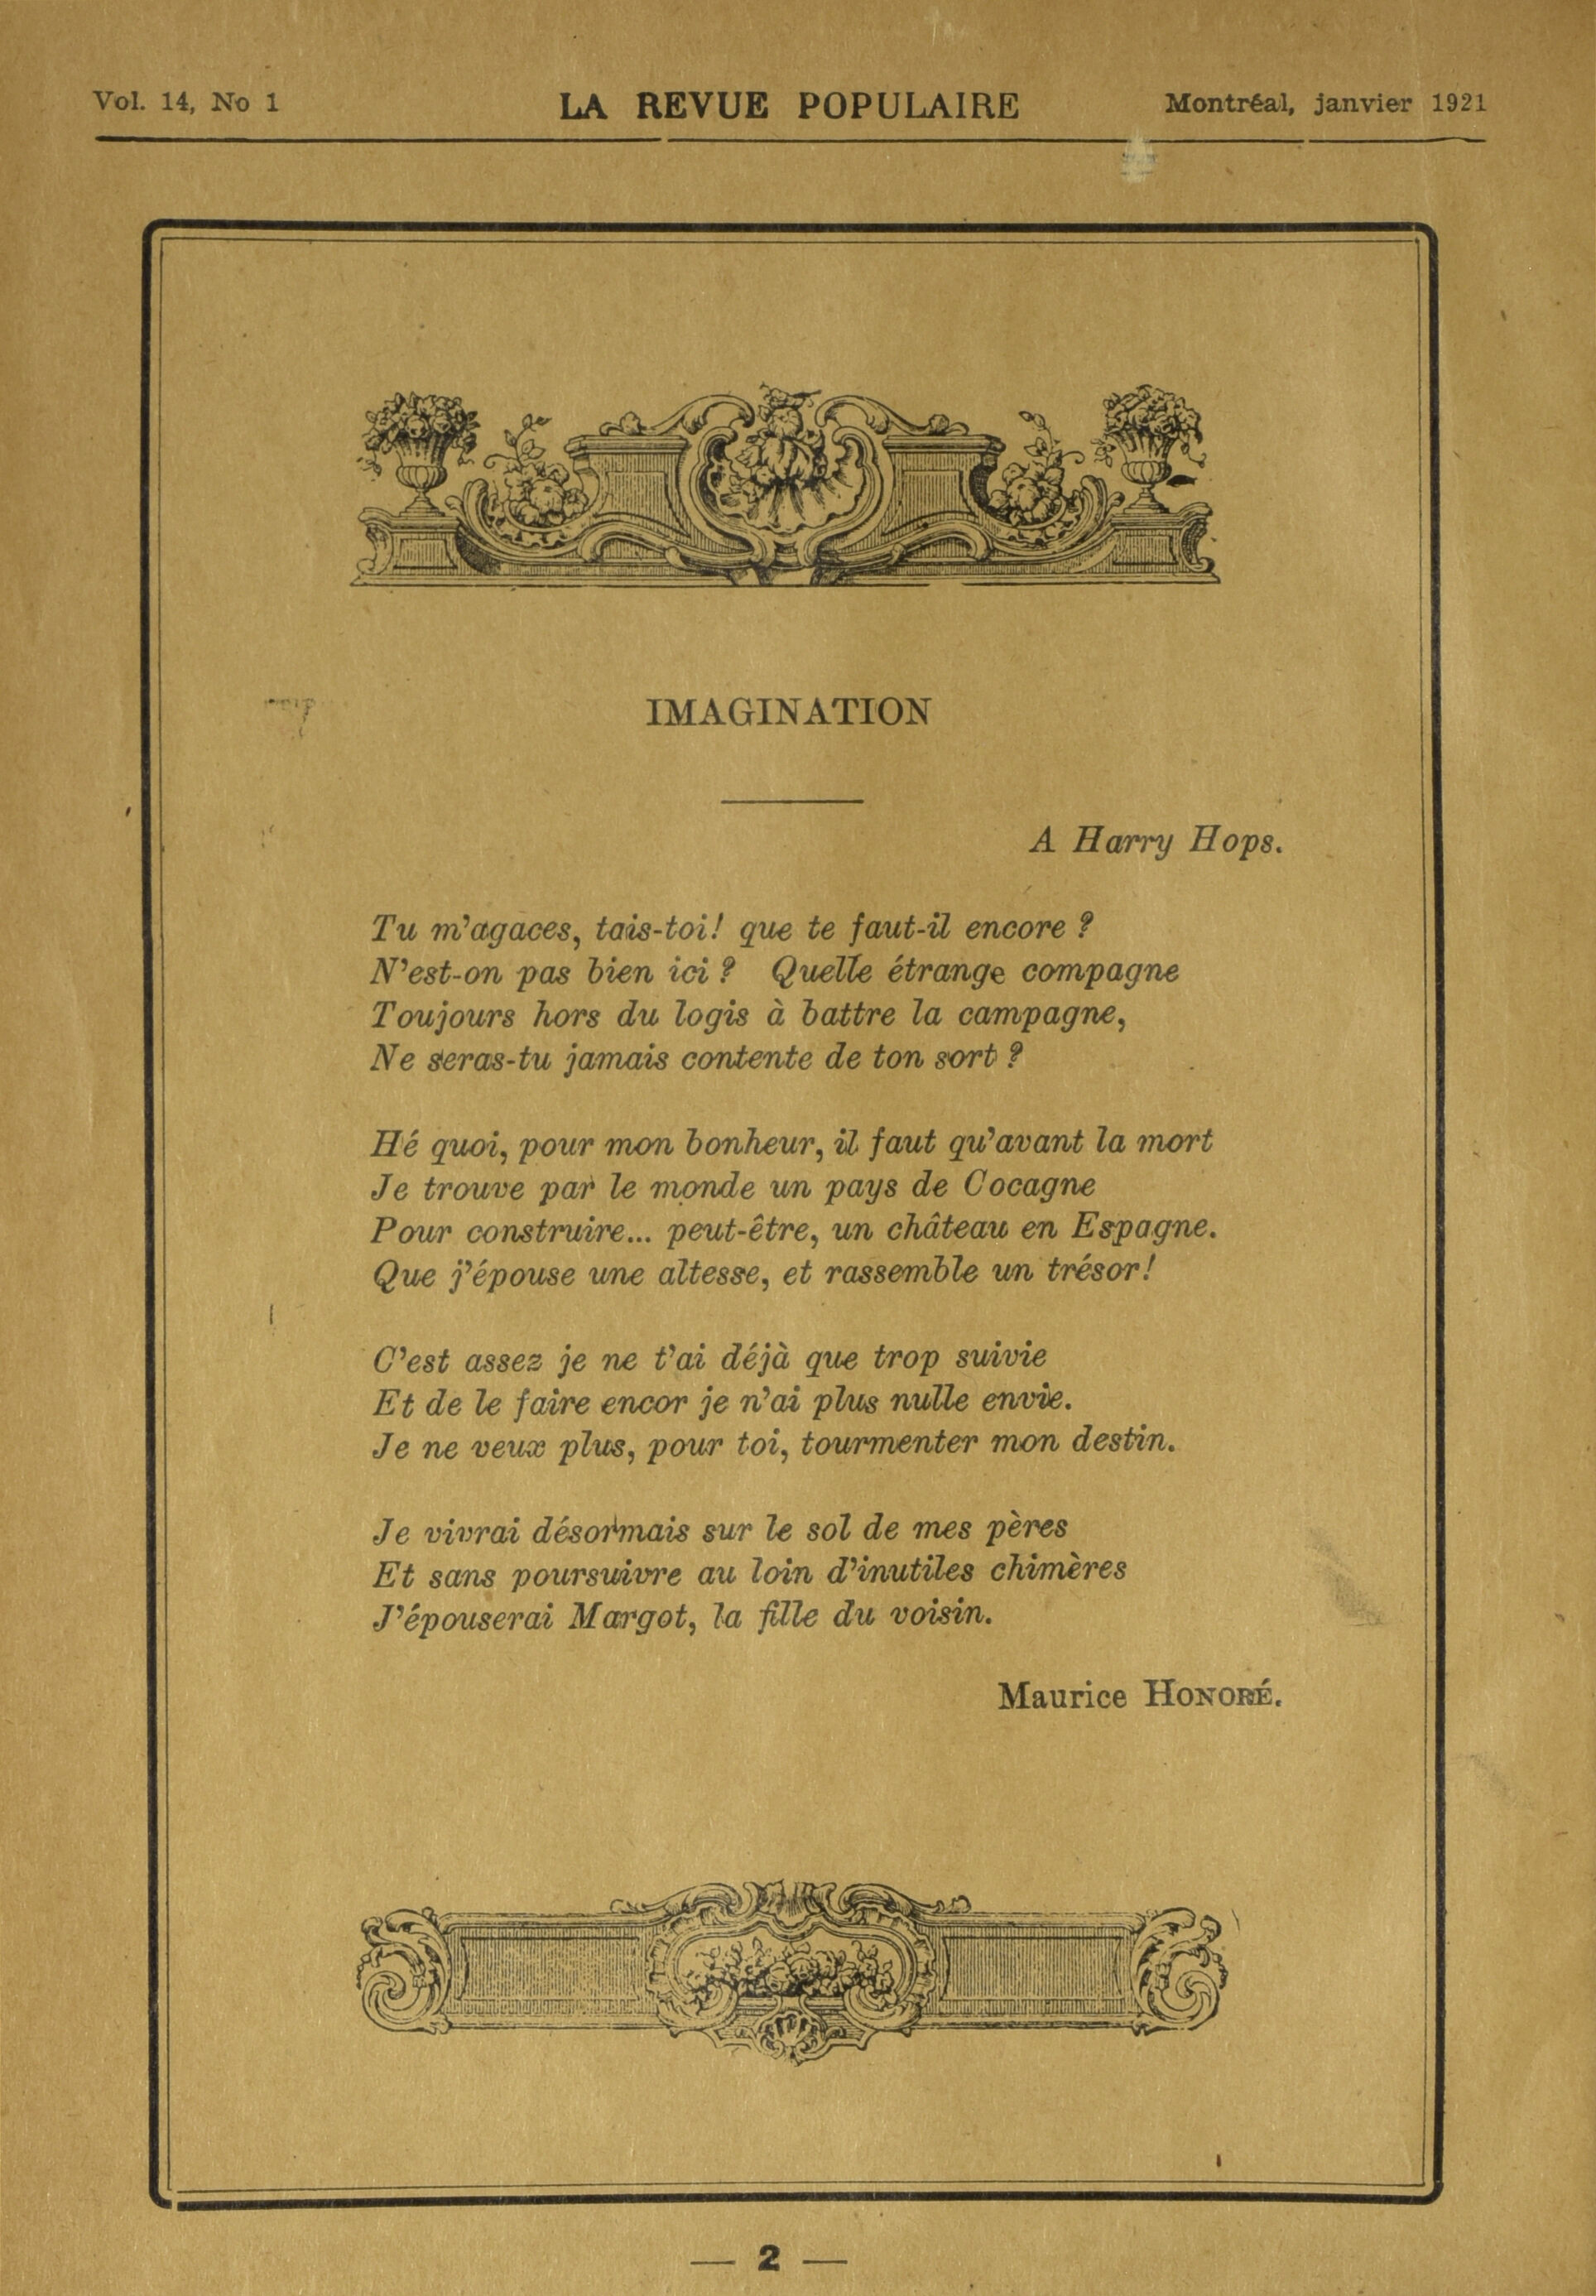 Vol. 14, No 1 LA REVUE POPULAIRE Montréal, janvier 1921
IMAGINATION
A Harry Hops.
Tu m'agaces, tais-toi! que te faut-il encore ?
N'est-on pas bien ici ? Quelle étrange compagne
Toujours hors du logis à battre la campagne,
Ne seras-tu jamais contente de ton sort ?
Hé quoi, pour mon bonheur, il faut qu'avant la mort
Je trouve par le monde un pays de Cocagne
Pour construire... peut-être, un château en Espagne.
Que j'épouse une altesse, et rassemble un trésor!
C'est assez je ne t'ai déjà que trop suivie
Et de le faire encor je n'ai plus nulle envie.
Je ne veux plus, pour toi, tourmenter mon destin.
Je vivrai désormais sur le sol de mes pères
Et sans poursuivre au loin d'inutiles chimères
J'épouserai Margot, la fille du voisin.
Maurice HONORÉ.
— 2 —